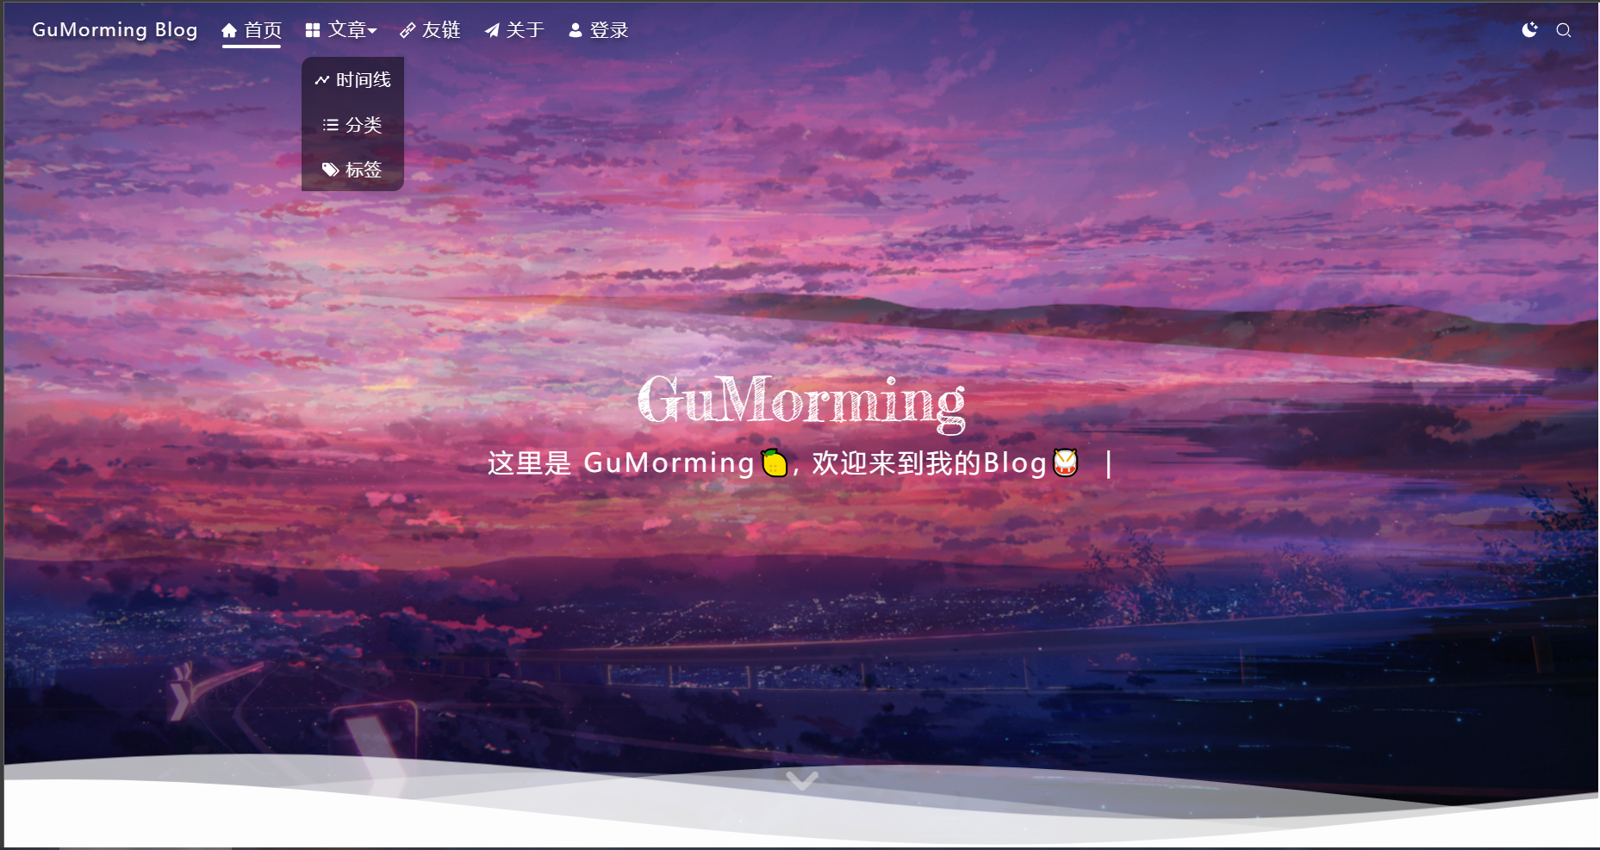 GuMorming Blog 首页 文章 友链 关于 登录
时间线
分类
标签
GuMorming
这里是 GuMorming🍋, 欢迎来到我的Blog🥁 |